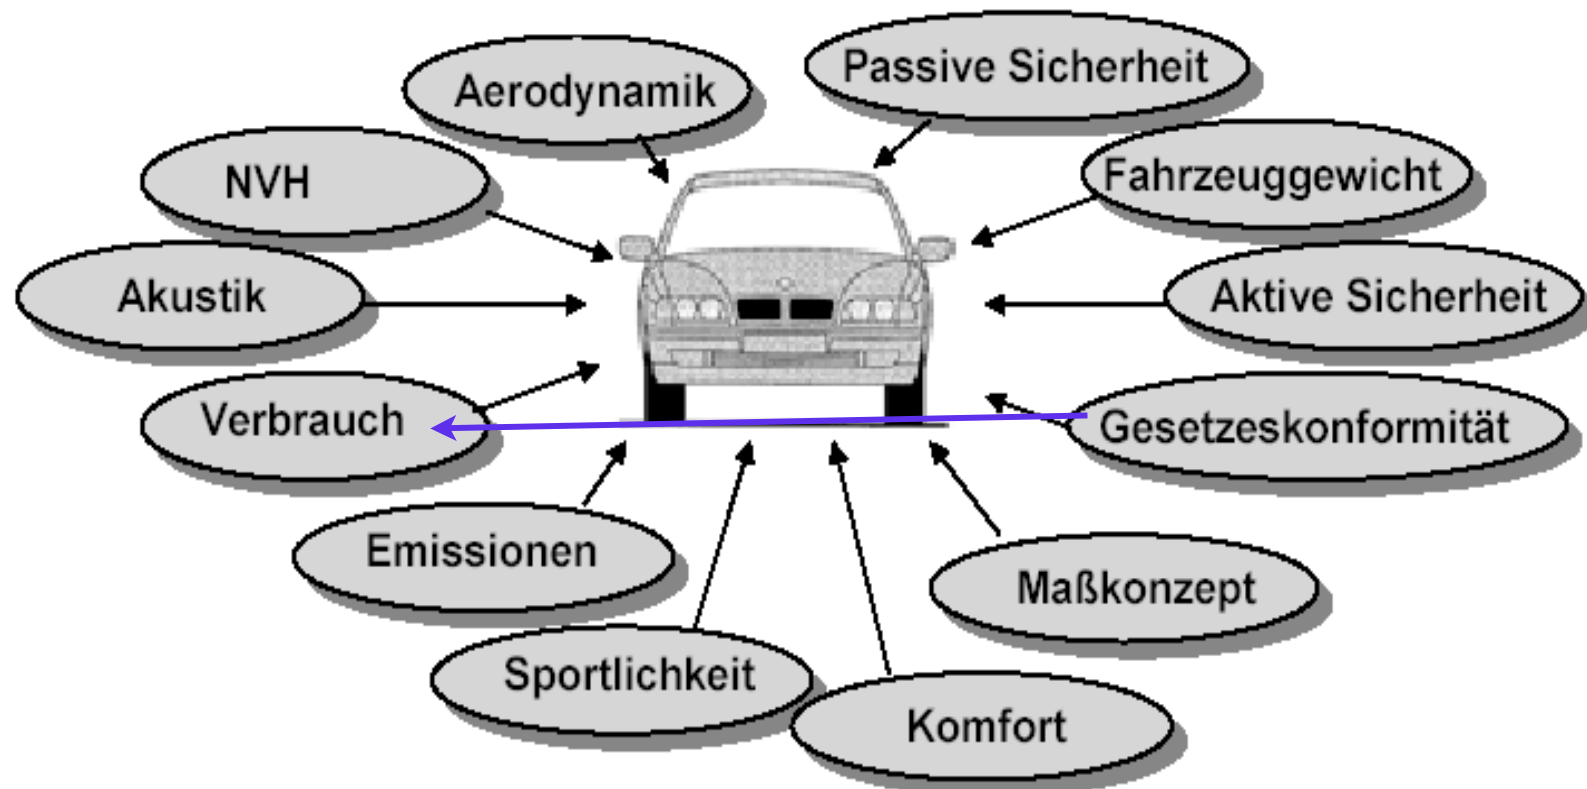 Aerodynamik
Passive Sicherheit
NVH
Fahrzeuggewicht
Akustik
Aktive Sicherheit
Verbrauch
Gesetzeskonformität
Emissionen
Maßkonzept
Sportlichkeit
Komfort